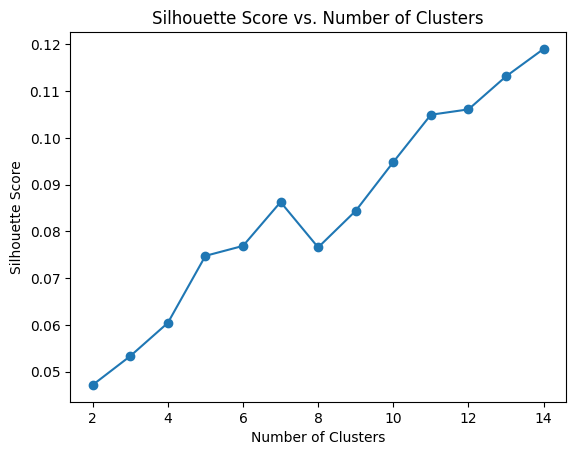 Silhouette Score vs. Number of Clusters
0.12
0.11
0.10
0.09
0.08
0.07
0.06
0.05
Silhouette Score
2 4 6 8 10 12 14
Number of Clusters